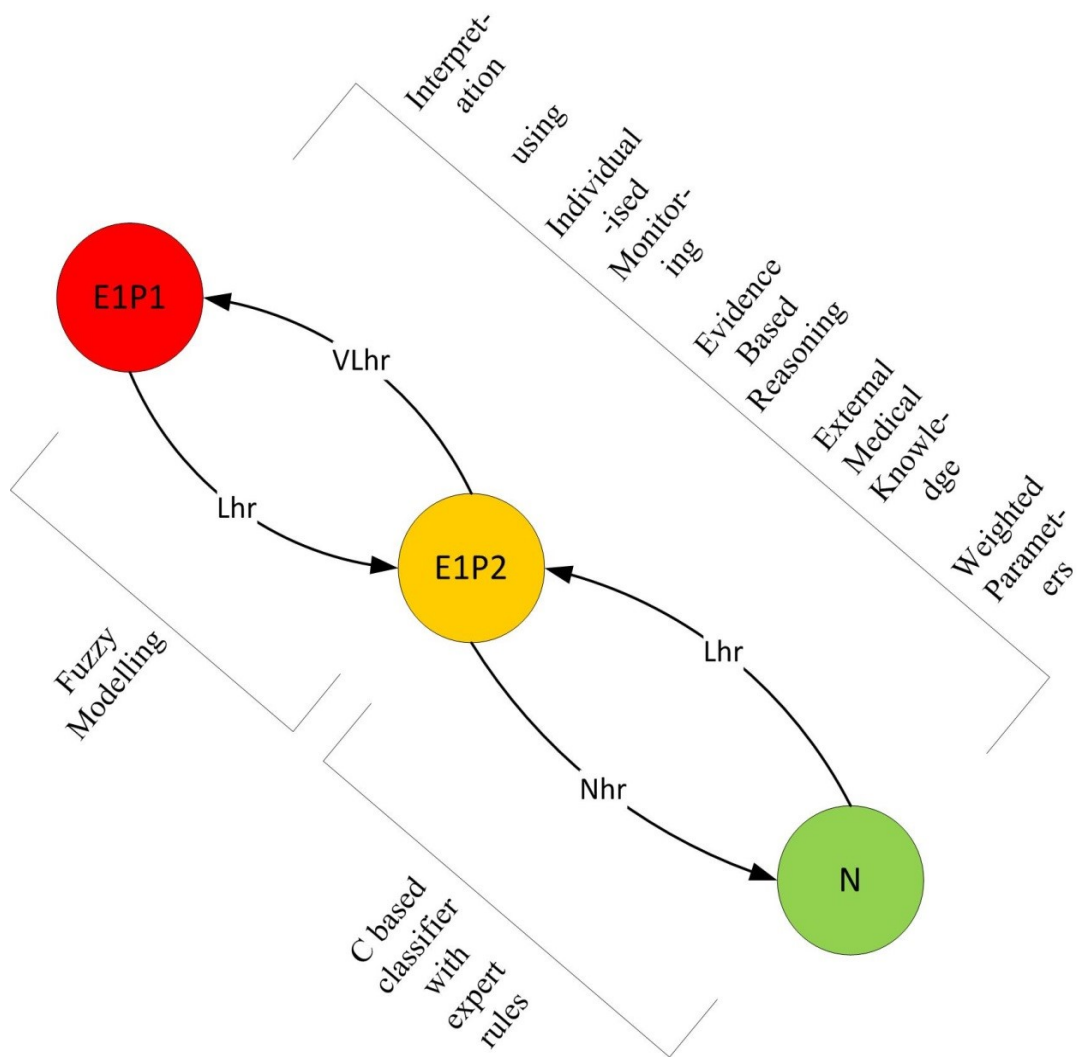 Interpret-
ation
using
Individual
-ised
Monitor-
ing
Evidence
Based
Reasoning
External
Medical
Knowle-
dge
Weighted
Paramet-
ers
E1P1
VLhr
Lhr
E1P2
Lhr
Nhr
N
Fuzzy
Modelling
C based
classifier
with
expert
rules